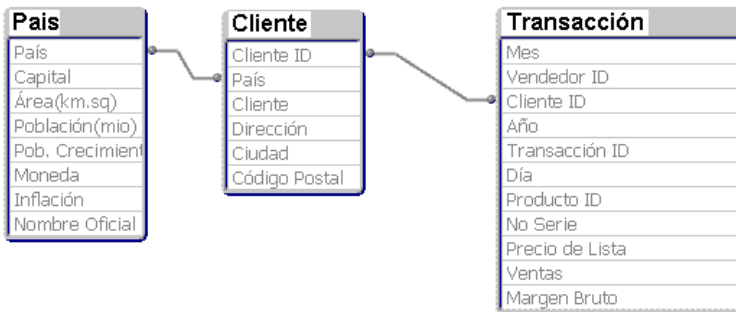 Pais
País
Capital
Área(km.sq)
Población(mio)
Pob. Crecimient
Moneda
Inflación
Nombre Oficial
Cliente
Cliente ID
País
Cliente
Dirección
Ciudad
Código Postal
Transacción
Mes
Vendedor ID
Cliente ID
Año
Transacción ID
Día
Producto ID
No Serie
Precio de Lista
Ventas
Margen Bruto